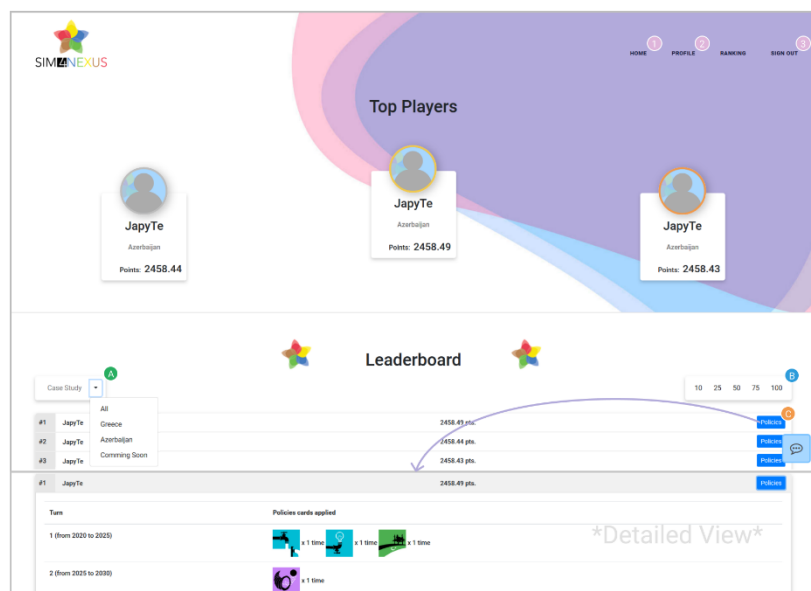 SIM4NEXUS
HOME 1 PROFILE 2 RANKING SIGN OUT 3
Top Players
JapyTe
Azerbaijan
Points: 2458.44
JapyTe
Azerbaijan
Points: 2458.49
JapyTe
Azerbaijan
Points: 2458.43
Leaderboard
Case Study A
All
Greece
Azerbaijan
Comming Soon
10 25 50 75 100 B
#1 JapyTe 2458.49 pts. Policies C
#2 JapyTe 2458.44 pts. Policies
#3 JapyTe 2458.43 pts. Policies
#1 JapyTe 2458.49 pts. Policies
Turn Policies cards applied
1 (from 2020 to 2025) x 1 time x 1 time x 1 time
*Detailed View*
2 (from 2025 to 2030) x 1 time